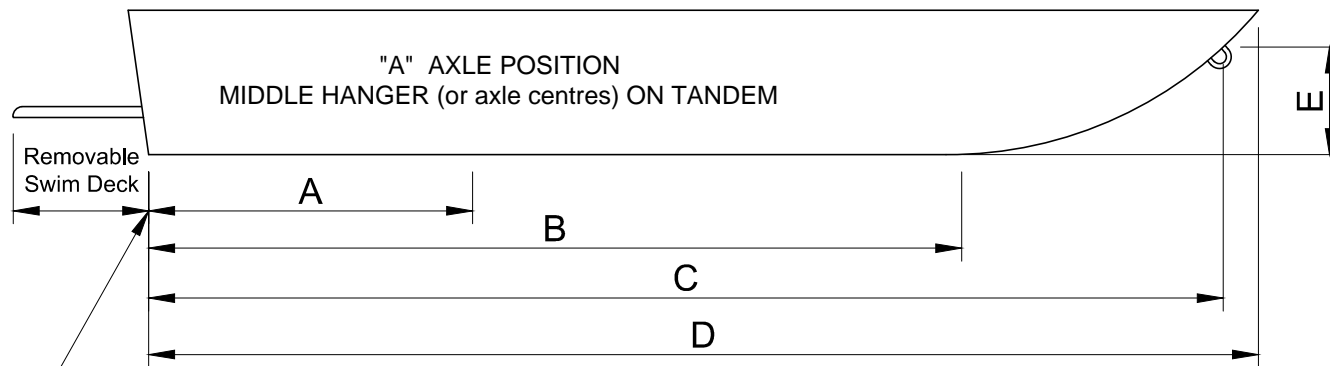 "A" AXLE POSITION
MIDDLE HANGER (or axle centres) ON TANDEM
E
Removable
Swim Deck
A
B
C
D